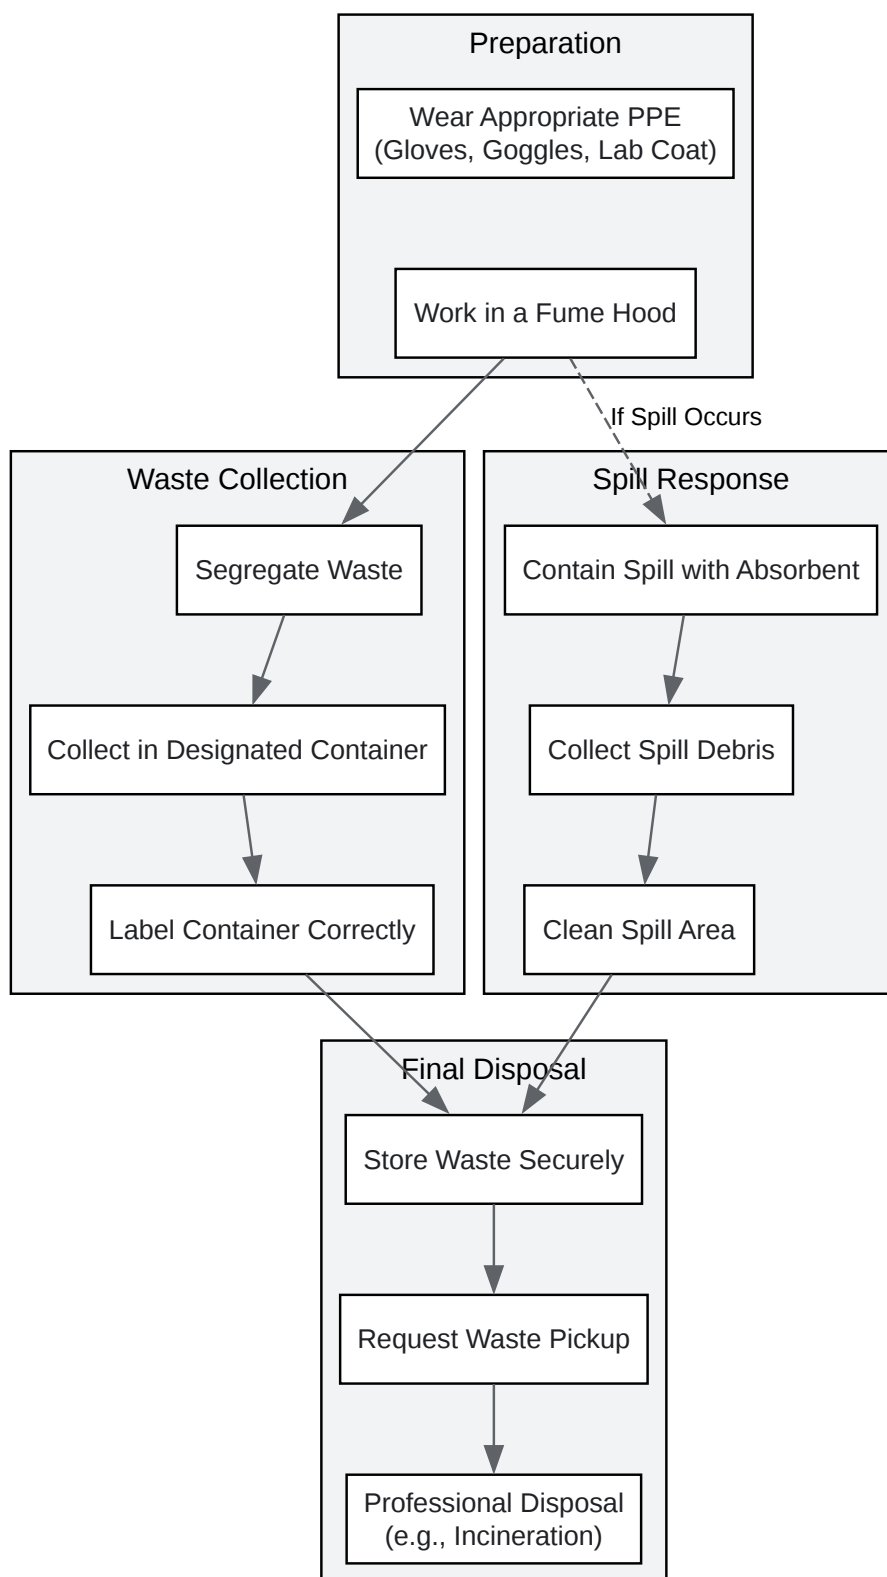 Preparation
Wear Appropriate PPE
(Gloves, Goggles, Lab Coat)
Work in a Fume Hood
If Spill Occurs
Waste Collection
Segregate Waste
Collect in Designated Container
Label Container Correctly
Spill Response
Contain Spill with Absorbent
Collect Spill Debris
Clean Spill Area
Final Disposal
Store Waste Securely
Request Waste Pickup
Professional Disposal
(e.g., Incineration)